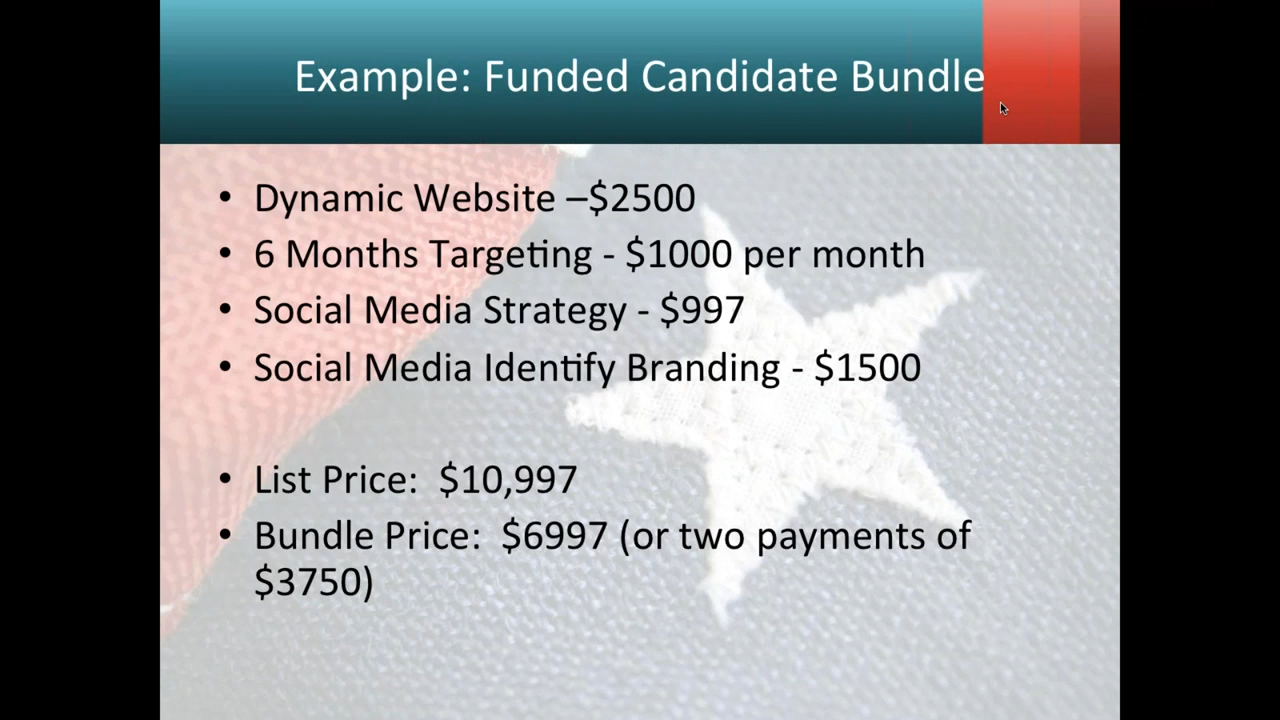 Example: Funded Candidate Bundle
• Dynamic Website –$2500
• 6 Months Targeting - $1000 per month
• Social Media Strategy - $997
• Social Media Identify Branding - $1500
• List Price:  $10,997
• Bundle Price:  $6997 (or two payments of
$3750)